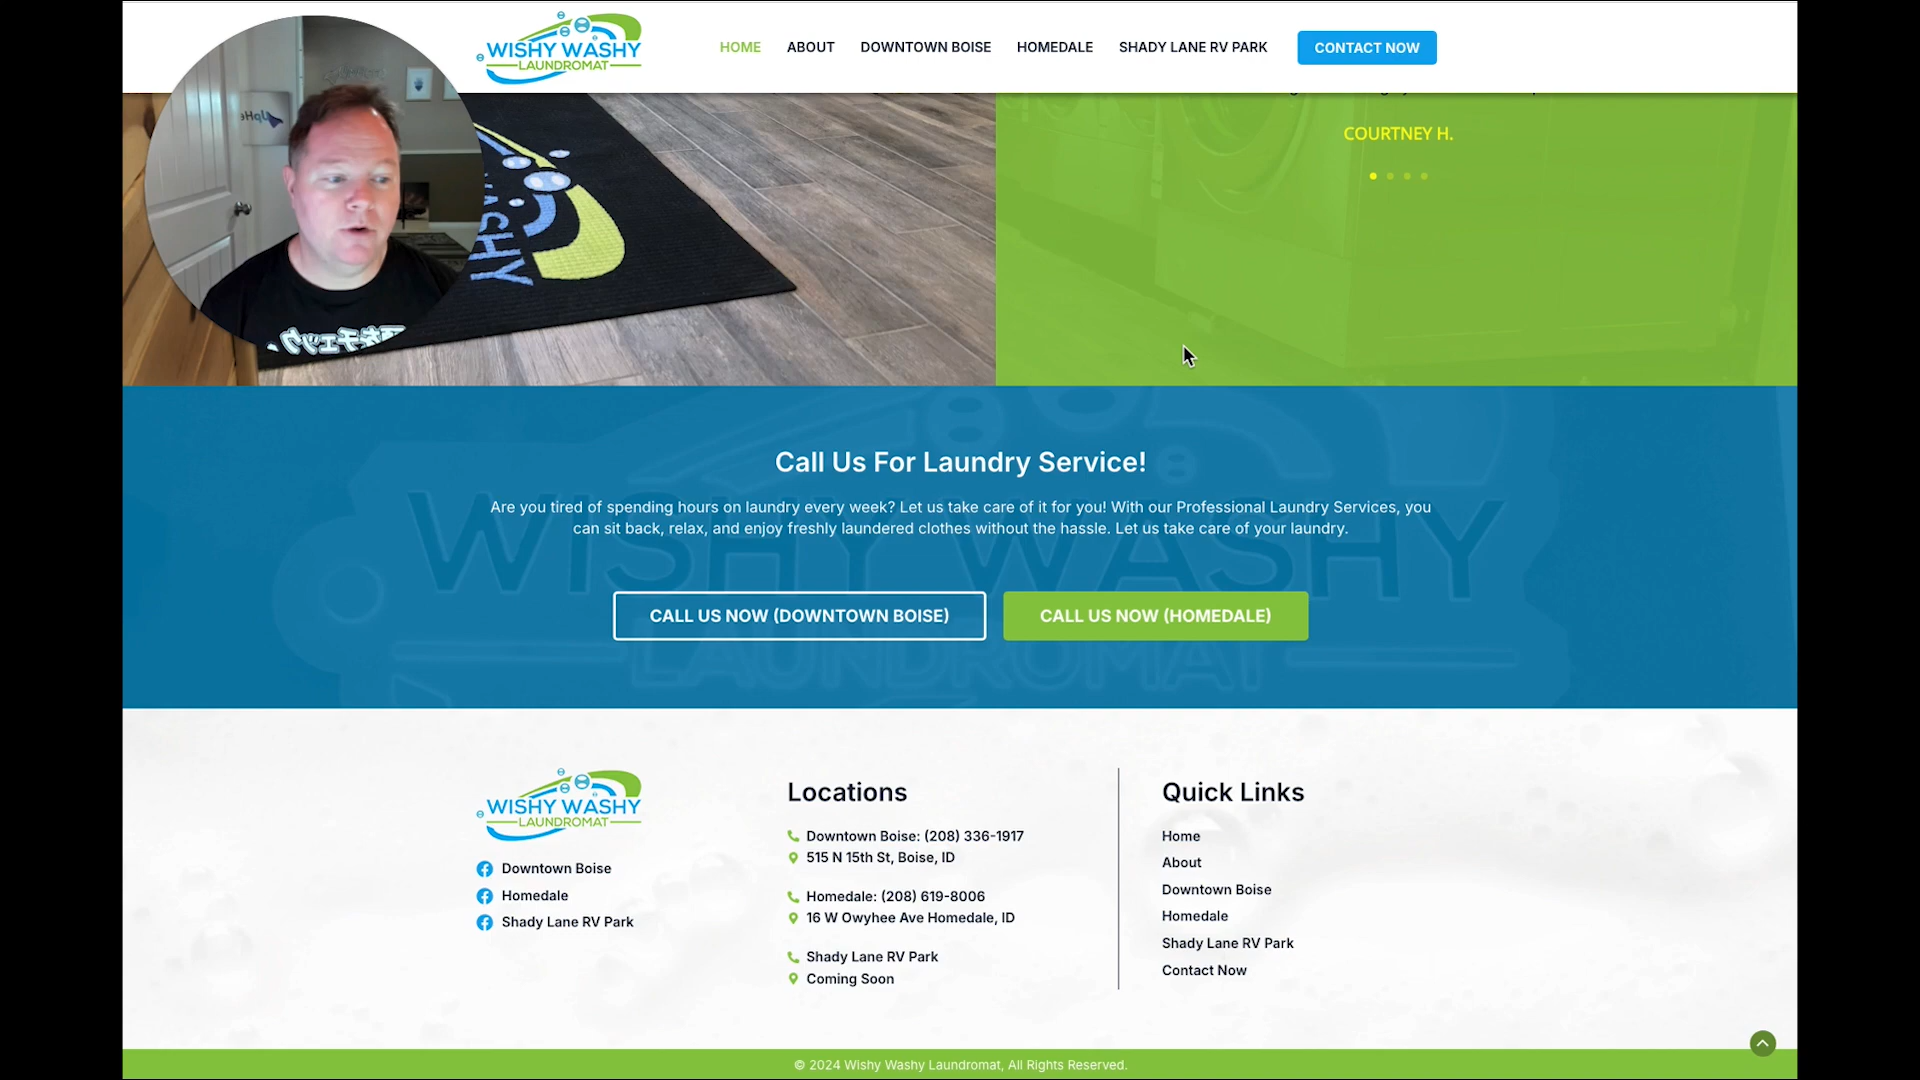 WISHY WASHY
LAUNDROMAT
HOME
ABOUT
DOWNTOWN BOISE
HOMEDALE
SHADY LANE RV PARK
CONTACT NOW
COURTNEY H.
Call Us For Laundry Service!
Are you tired of spending hours on laundry every week? Let us take care of it for you! With our Professional Laundry Services, you
can sit back, relax, and enjoy freshly laundered clothes without the hassle. Let us take care of your laundry.
WISHY WASHY
LAUNDROMAT
CALL US NOW (DOWNTOWN BOISE)
CALL US NOW (HOMEDALE)
WISHY WASHY
LAUNDROMAT
Downtown Boise
Homedale
Shady Lane RV Park
Locations
Downtown Boise: (208) 336-1917
515 N 15th St, Boise, ID
Homedale: (208) 619-8006
16 W Owyhee Ave Homedale, ID
Shady Lane RV Park
Coming Soon
Quick Links
Home
About
Downtown Boise
Homedale
Shady Lane RV Park
Contact Now
© 2024 Wishy Washy Laundromat, All Rights Reserved.